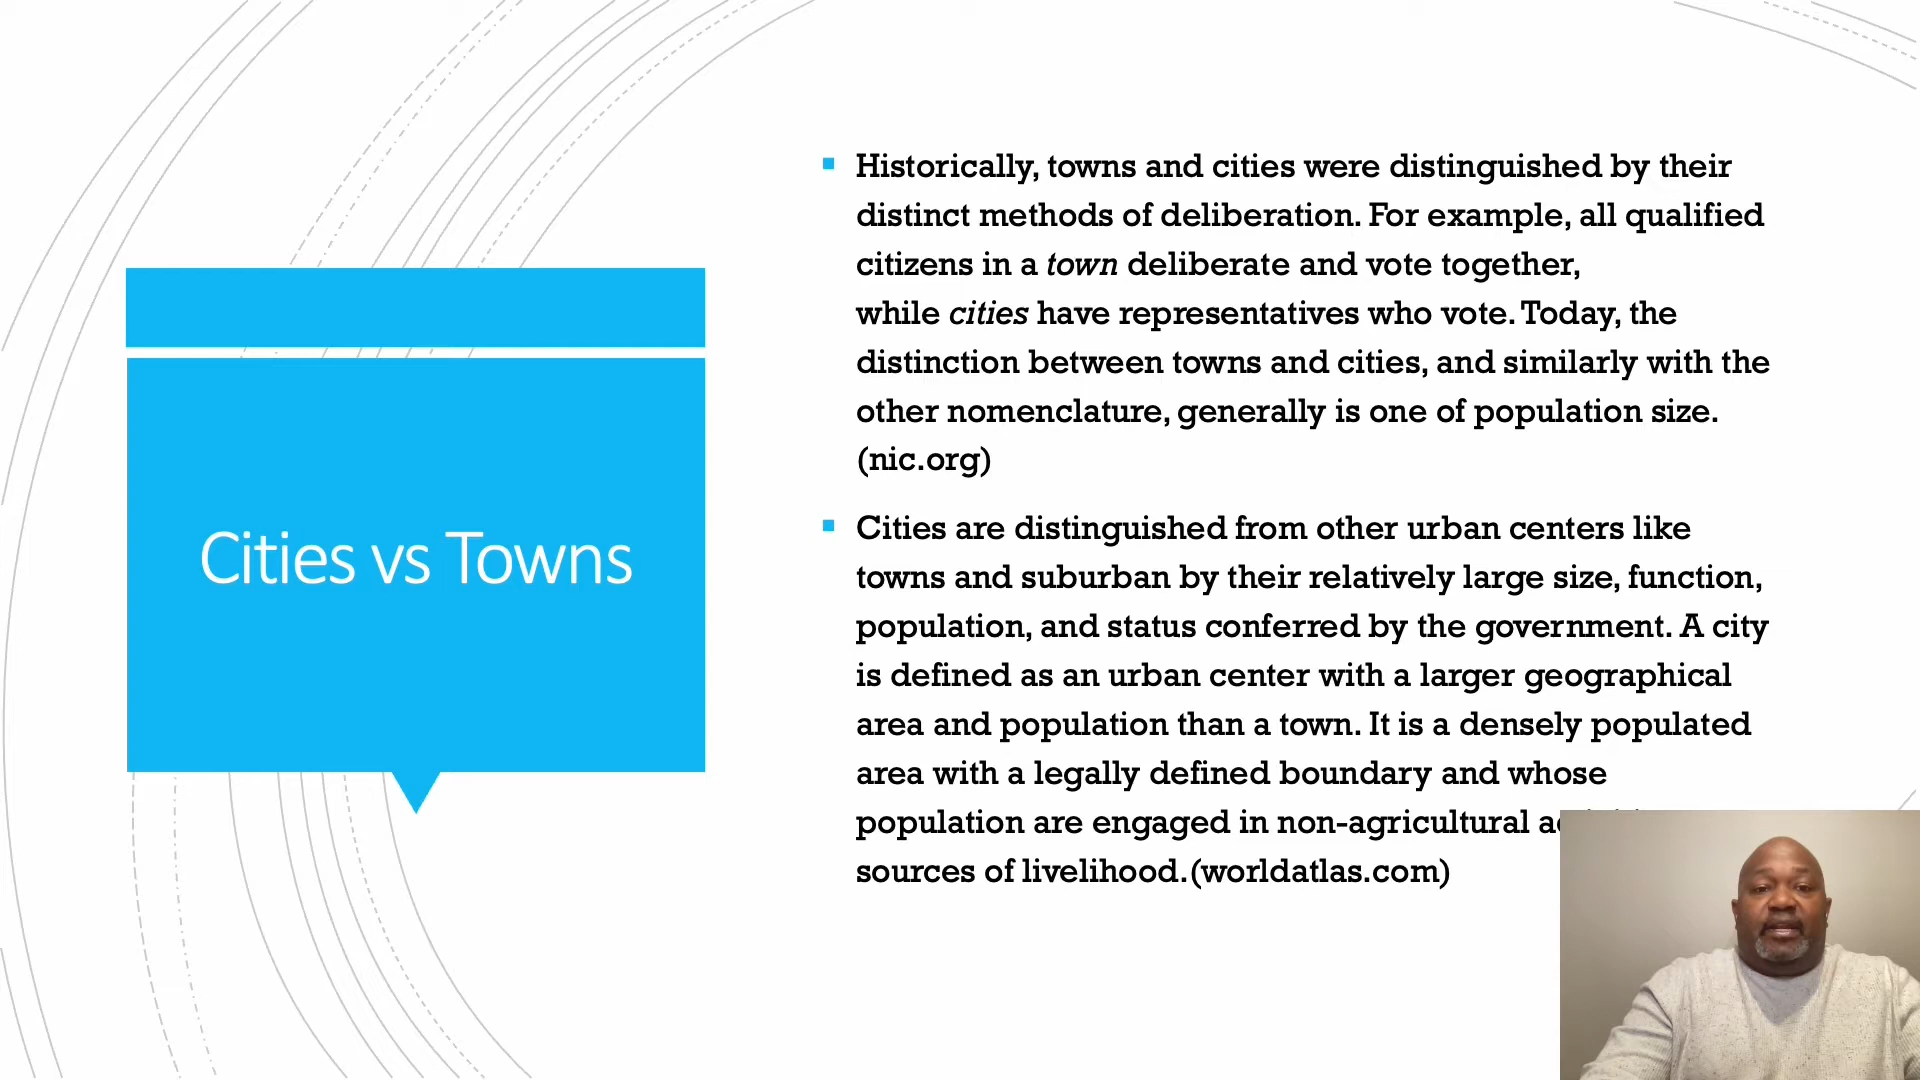 Cities vs Towns
Historically, towns and cities were distinguished by their
distinct methods of deliberation. For example, all qualified
citizens in a town deliberate and vote together,
while cities have representatives who vote. Today, the
distinction between towns and cities, and similarly with the
other nomenclature, generally is one of population size.
(nic.org)
Cities are distinguished from other urban centers like
towns and suburban by their relatively large size, function,
population, and status conferred by the government. A city
is defined as an urban center with a larger geographical
area and population than a town. It is a densely populated
area with a legally defined boundary and whose
population are engaged in non-agricultural
sources of livelihood.(worldatlas.com)